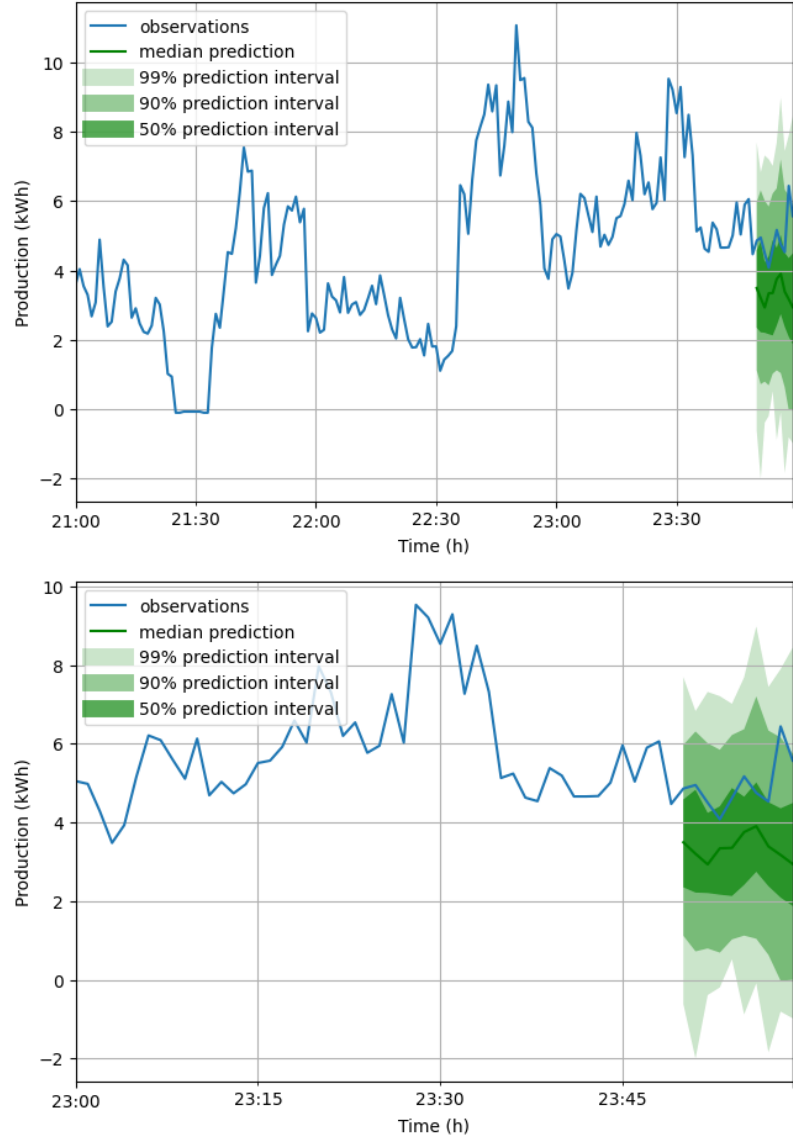 observations
median prediction
99% prediction interval
90% prediction interval
50% prediction interval
Production (kWh)
10
8
6
4
2
0
−2
21:00
21:30
22:00
22:30
23:00
23:30
Time (h)
observations
median prediction
99% prediction interval
90% prediction interval
50% prediction interval
Production (kWh)
10
8
6
4
2
0
−2
23:00
23:15
23:30
23:45
Time (h)